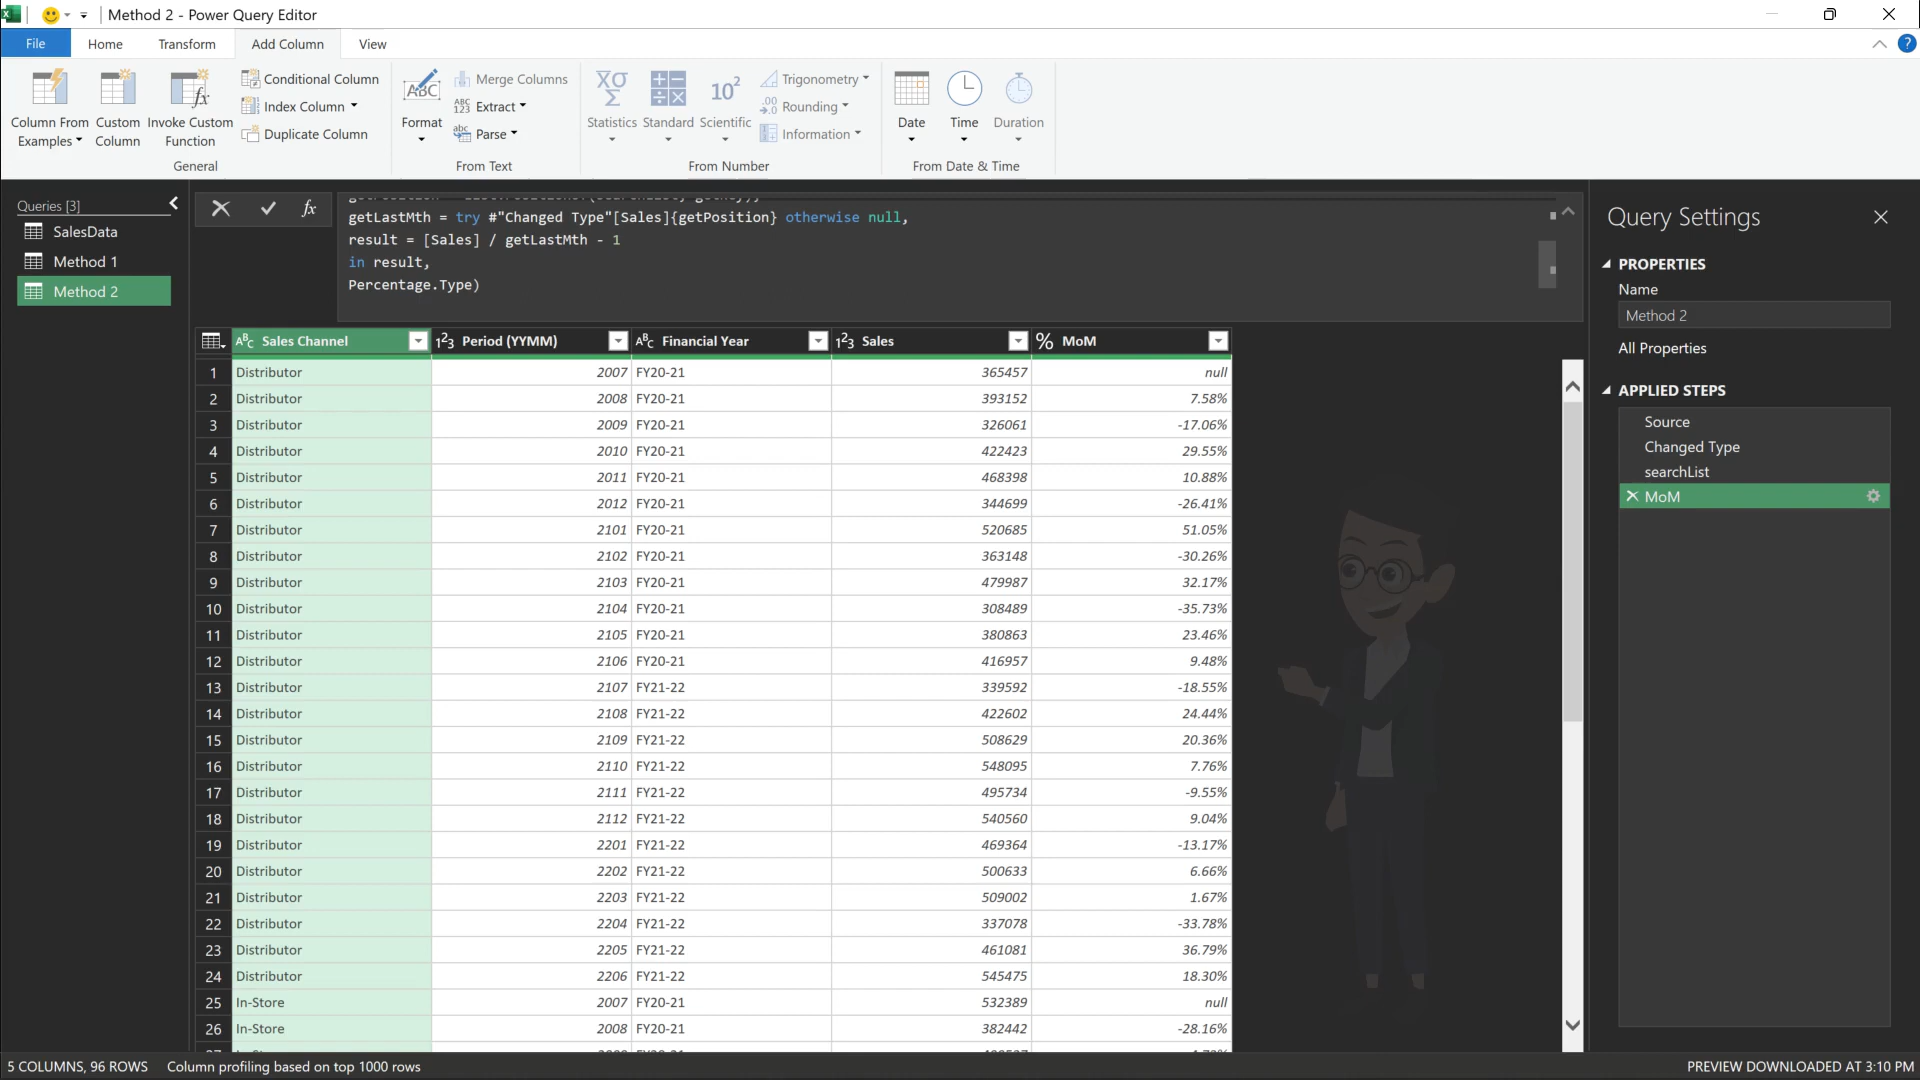 Method 2 - Power Query Editor
File
Home
Transform
Add Column
View
Column From Examples
Custom Column
Invoke Custom Function
Conditional Column
Index Column
Duplicate Column
General
Format
Merge Columns
Extract
Parse
From Text
Statistics
Standard
Scientific
Trigonometry
Rounding
Information
From Number
Date
Time
Duration
From Date & Time
Queries [3]
SalesData
Method 1
Method 2
getLastMth = try #"Changed Type"[Sales]{getPosition} otherwise null,
result = [Sales] / getLastMth - 1
in result,
Percentage.Type)
Sales Channel Period (YYMM) Financial Year Sales % MoM
1 Distributor 2007 FY20-21 365457 null
2 Distributor 2008 FY20-21 393152 7.58%
3 Distributor 2009 FY20-21 326061 -17.06%
4 Distributor 2010 FY20-21 422423 29.55%
5 Distributor 2011 FY20-21 468398 10.88%
6 Distributor 2012 FY20-21 344699 -26.41%
7 Distributor 2101 FY20-21 520685 51.05%
8 Distributor 2102 FY20-21 363148 -30.26%
9 Distributor 2103 FY20-21 479987 32.17%
10 Distributor 2104 FY20-21 308489 -35.73%
11 Distributor 2105 FY20-21 380863 23.46%
12 Distributor 2106 FY20-21 416957 9.48%
13 Distributor 2107 FY21-22 339592 -18.55%
14 Distributor 2108 FY21-22 422602 24.44%
15 Distributor 2109 FY21-22 508629 20.36%
16 Distributor 2110 FY21-22 548095 7.76%
17 Distributor 2111 FY21-22 495734 -9.55%
18 Distributor 2112 FY21-22 540560 9.04%
19 Distributor 2201 FY21-22 469364 -13.17%
20 Distributor 2202 FY21-22 500633 6.66%
21 Distributor 2203 FY21-22 509002 1.67%
22 Distributor 2204 FY21-22 337078 -33.78%
23 Distributor 2205 FY21-22 461081 36.79%
24 Distributor 2206 FY21-22 545475 18.30%
25 In-Store 2007 FY20-21 532389 null
26 In-Store 2008 FY20-21 382442 -28.16%
Query Settings
PROPERTIES
Name
Method 2
All Properties
APPLIED STEPS
Source
Changed Type
searchList
MoM
5 COLUMNS, 96 ROWS
Column profiling based on top 1000 rows
PREVIEW DOWNLOADED AT 3:10 PM